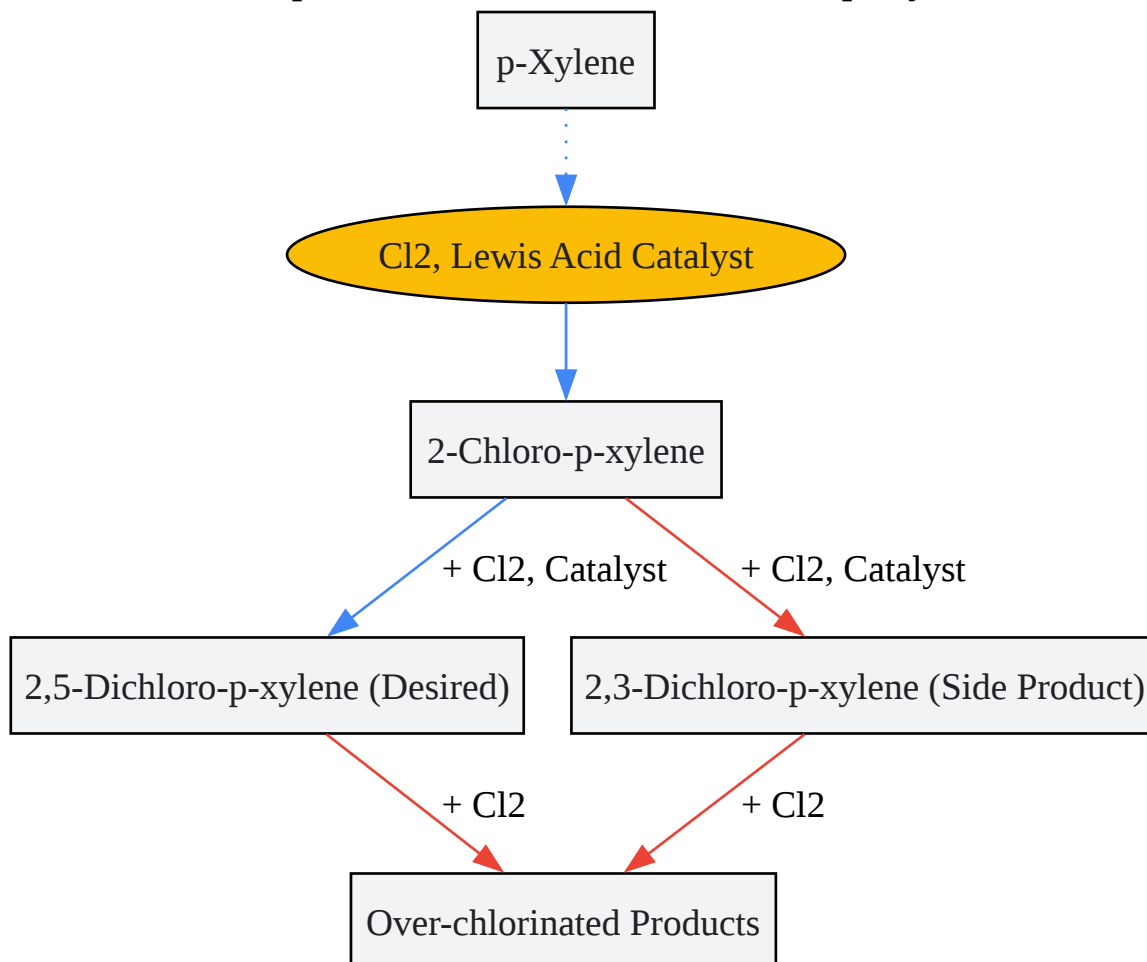 p-Xylene
Cl2, Lewis Acid Catalyst
2-Chloro-p-xylene
+ Cl2, Catalyst
+ Cl2, Catalyst
2,5-Dichloro-p-xylene (Desired)
2,3-Dichloro-p-xylene (Side Product)
+ Cl2
+ Cl2
Over-chlorinated Products